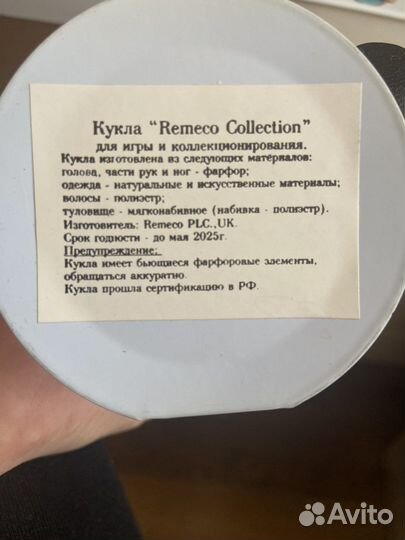 Кукла "Remeco Collection"
для игры и коллекционирования.
Кукла изготовлена из следующих материалов:
голова, части рук и ног - фарфор;
одежда - натуральные и искусственные материалы;
волосы - полиэстр;
туловище - мягконабивное (набивка - полиэстр).
Изготовитель: Remeco PLC.,UK.
Срок годности - до мая 2025г.
Предупреждение:
Кукла имеет бьющиеся фарфоровые элементы,
обращаться аккуратно.
Кукла прошла сертификацию в РФ.
Avito